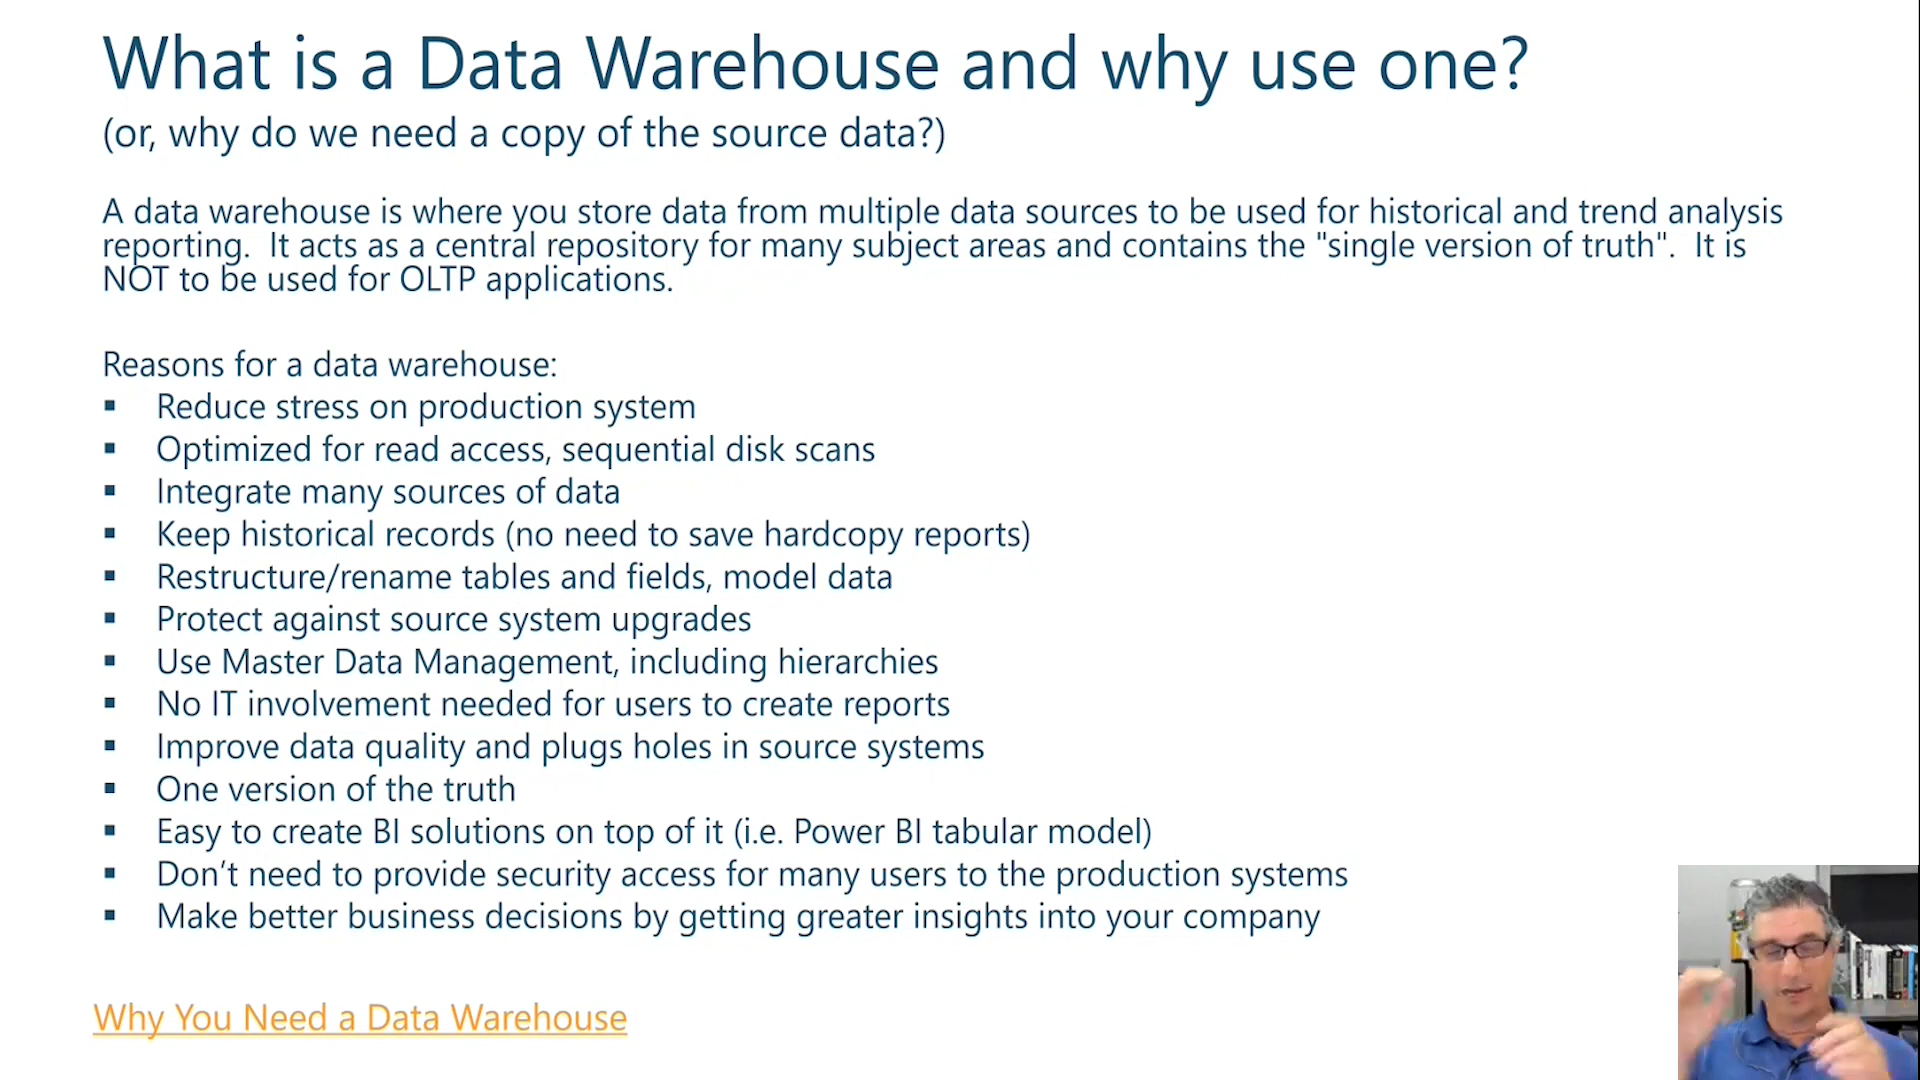 What is a Data Warehouse and why use one?
(or, why do we need a copy of the source data?)
A data warehouse is where you store data from multiple data sources to be used for historical and trend analysis
reporting.  It acts as a central repository for many subject areas and contains the "single version of truth".  It is
NOT to be used for OLTP applications.
Reasons for a data warehouse:
▪ Reduce stress on production system
▪ Optimized for read access, sequential disk scans
▪ Integrate many sources of data
▪ Keep historical records (no need to save hardcopy reports)
▪ Restructure/rename tables and fields, model data
▪ Protect against source system upgrades
▪ Use Master Data Management, including hierarchies
▪ No IT involvement needed for users to create reports
▪ Improve data quality and plugs holes in source systems
▪ One version of the truth
▪ Easy to create BI solutions on top of it (i.e. Power BI tabular model)
▪ Don’t need to provide security access for many users to the production systems
▪ Make better business decisions by getting greater insights into your company
Why You Need a Data Warehouse